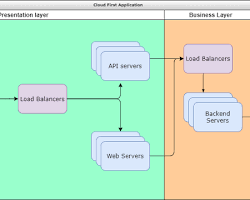 Cloud First Application
Presentation layer
Business Layer
API servers
Load Balancers
Load Balancers
Web Servers
Backend
Servers